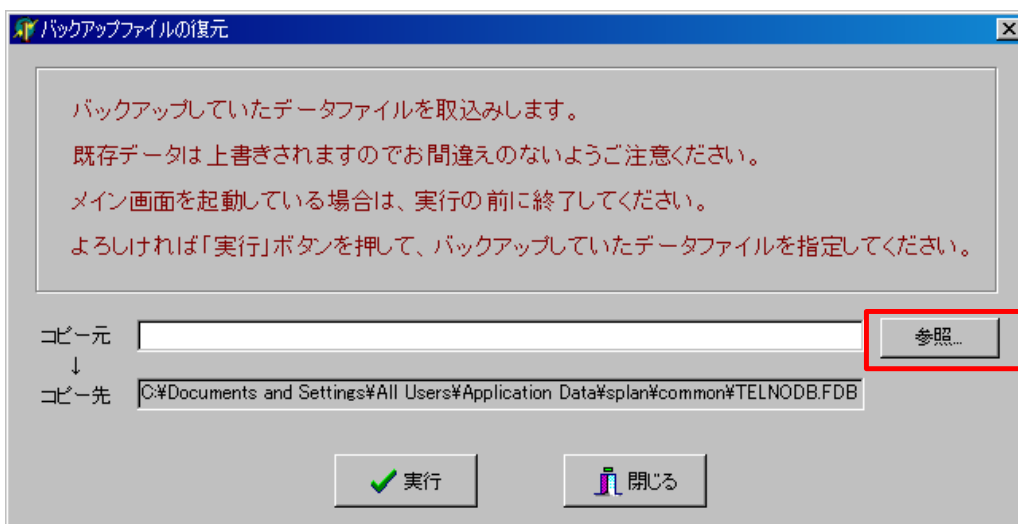 バックアップファイルの復元
バックアップしていたデータファイルを取込みします。
既存データは上書きされますのでお間違えのないようご注意ください。
メイン画面を起動している場合は、実行の前に終了してください。
よろしければ「実行」ボタンを押して、バックアップしていたデータファイルを指定してください。
コピー元
参照...
↓
コピー先 C:¥Documents and Settings¥All Users¥Application Data¥splan¥common¥TELNODB.FDB
実行 閉じる